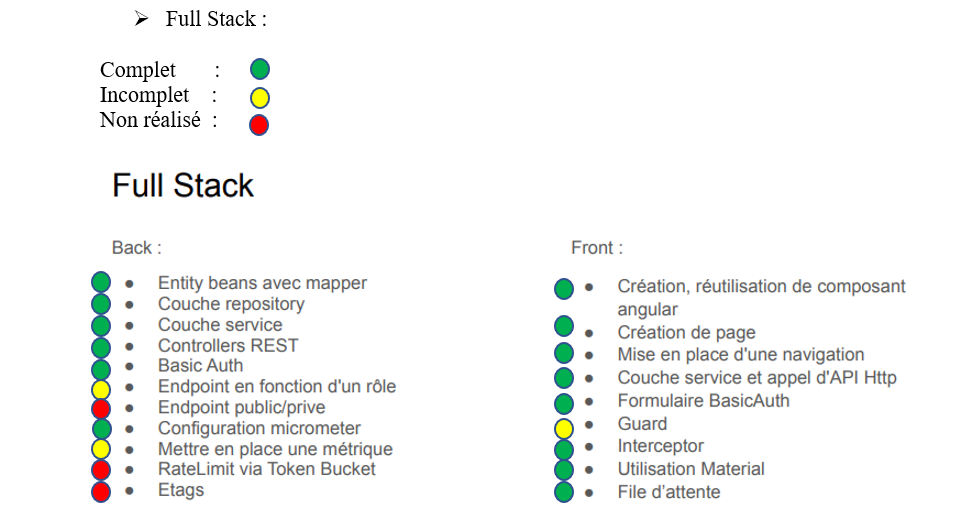 ➢ Full Stack :
Complet :
Incomplet :
Non réalisé :
Full Stack
Back :
● Entity beans avec mapper
● Couche repository
● Couche service
● Controllers REST
● Basic Auth
● Endpoint en fonction d'un rôle
● Endpoint public/prive
● Configuration micrometer
● Mettre en place une métrique
● RateLimit via Token Bucket
● Etags
Front :
● Création, réutilisation de composant
angular
● Création de page
● Mise en place d'une navigation
● Couche service et appel d'API Http
● Formulaire BasicAuth
● Guard
● Interceptor
● Utilisation Material
● File d’attente